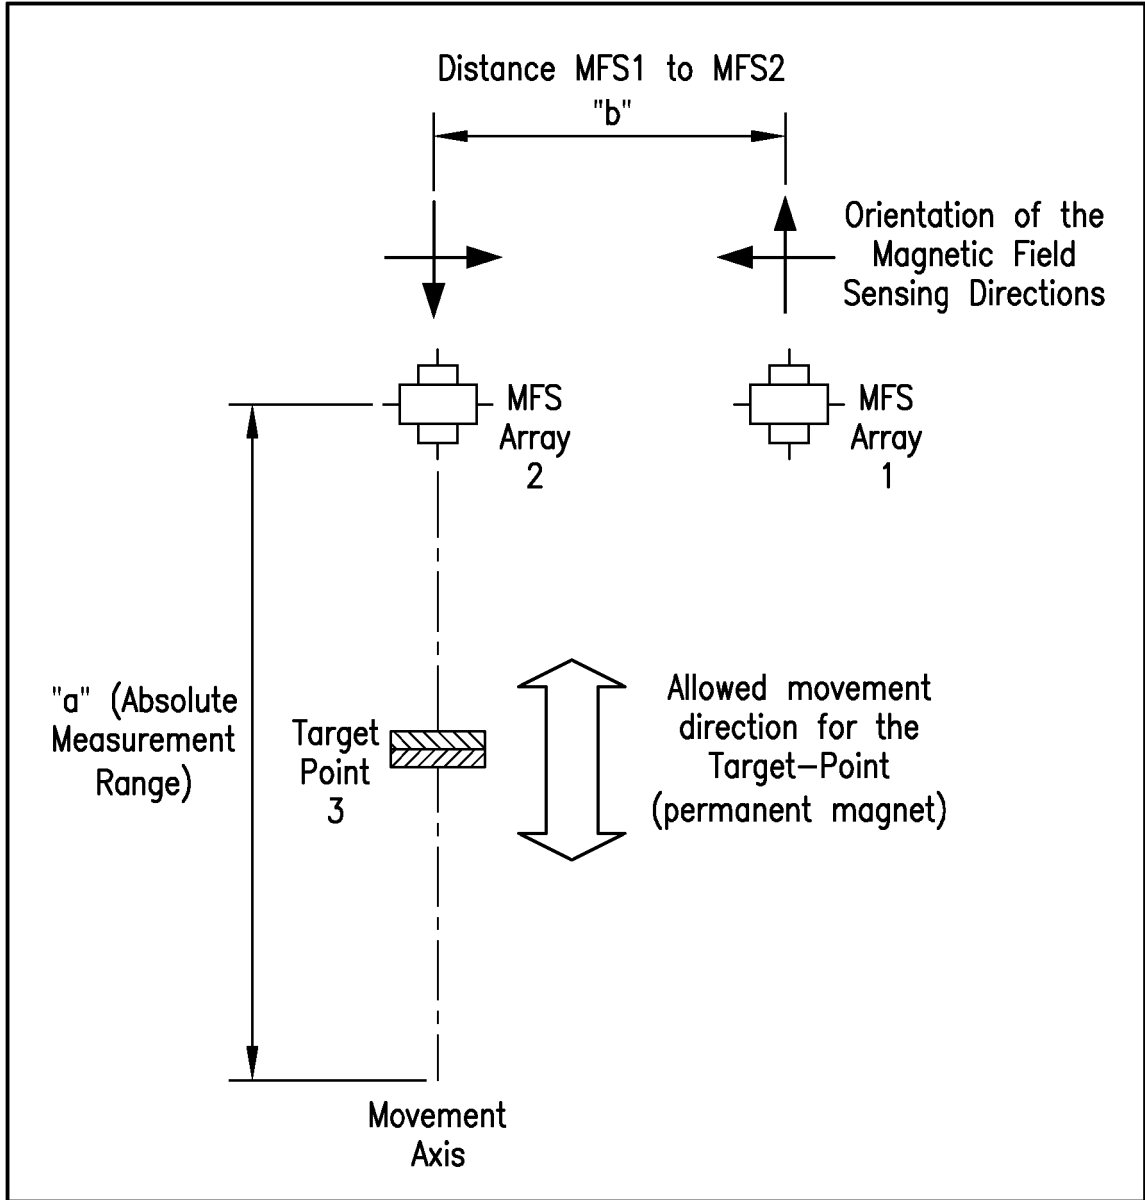 Distance MFS1 to MFS2
"b"
Orientation of the
Magnetic Field
Sensing Directions
MFS
Array
2
MFS
Array
1
"a" (Absolute
Measurement
Range)
Target
Point
3
Allowed movement
direction for the
Target-Point
(permanent magnet)
Movement
Axis